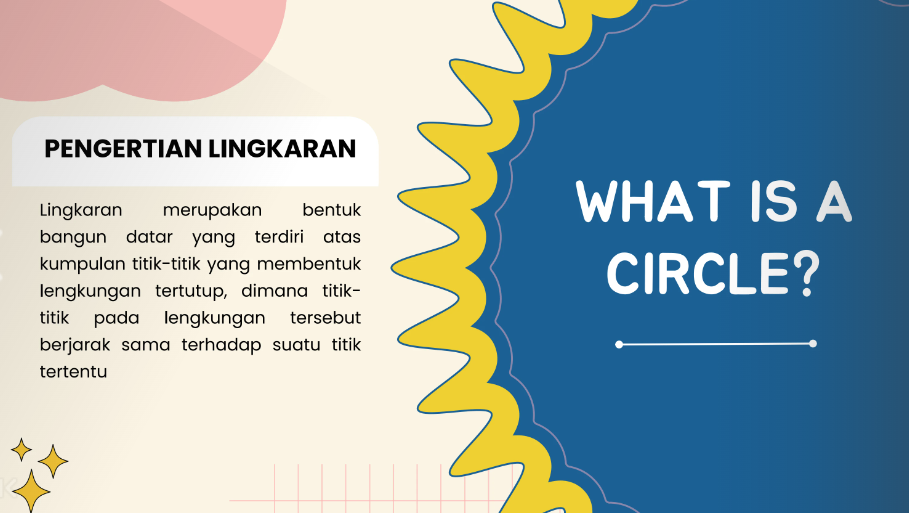 PENGERTIAN LINGKARAN
Lingkaran merupakan bentuk
bangun datar yang terdiri atas
kumpulan titik-titik yang membentuk
lengkungan tertutup, dimana titik-
titik pada lengkungan tersebut
berjarak sama terhadap suatu titik
tertentu
WHAT IS A
CIRCLE?